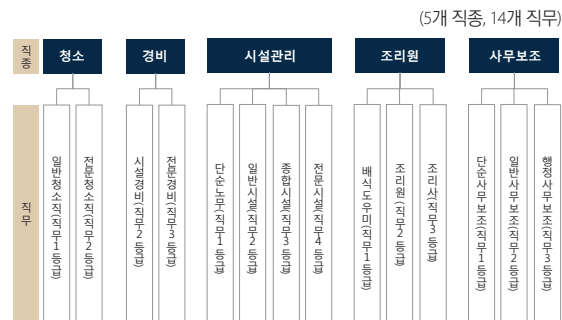 (5개 직종, 14개 직무)
직종
청소
경비
시설관리
조리원
사무보조
직무
일반청소직(직무1등급)
전문청소직(직무2등급)
시설경비(직무2등급)
전문경비(직무3등급)
단순노무(직무1등급)
일반시설(직무2등급)
종합시설(직무3등급)
전문시설(직무4등급)
배식도우미(직무1등급)
조리원(직무2등급)
조리사(직무3등급)
단순사무보조(직무1등급)
일반사무보조(직무2등급)
행정사무보조(직무3등급)